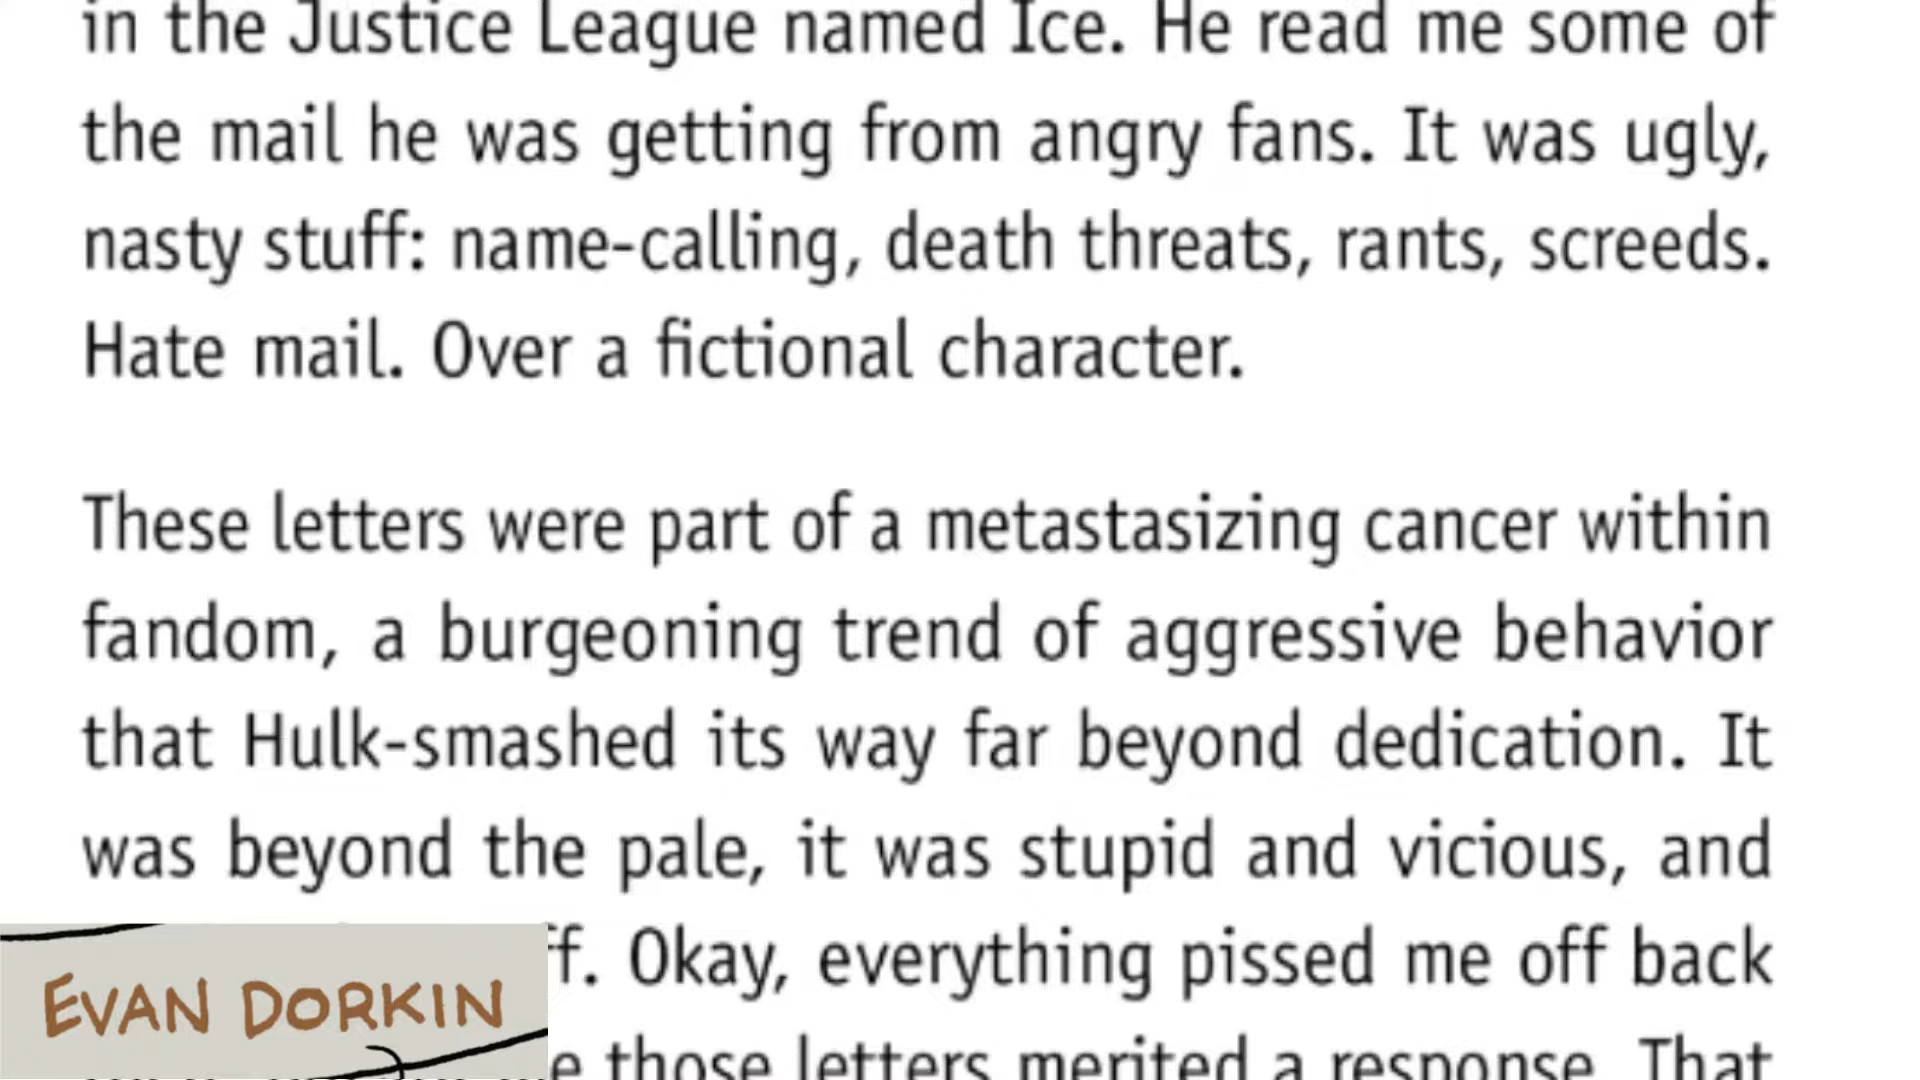 in the Justice League named Ice. He read me some of
the mail he was getting from angry fans. It was ugly,
nasty stuff: name-calling, death threats, rants, screeds.
Hate mail. Over a fictional character.
These letters were part of a metastasizing cancer within
fandom, a burgeoning trend of aggressive behavior
that Hulk-smashed its way far beyond dedication. It
was beyond the pale, it was stupid and vicious, and
ff. Okay, everything pissed me off back
e those letters merited a response. That
EVAN DORKIN